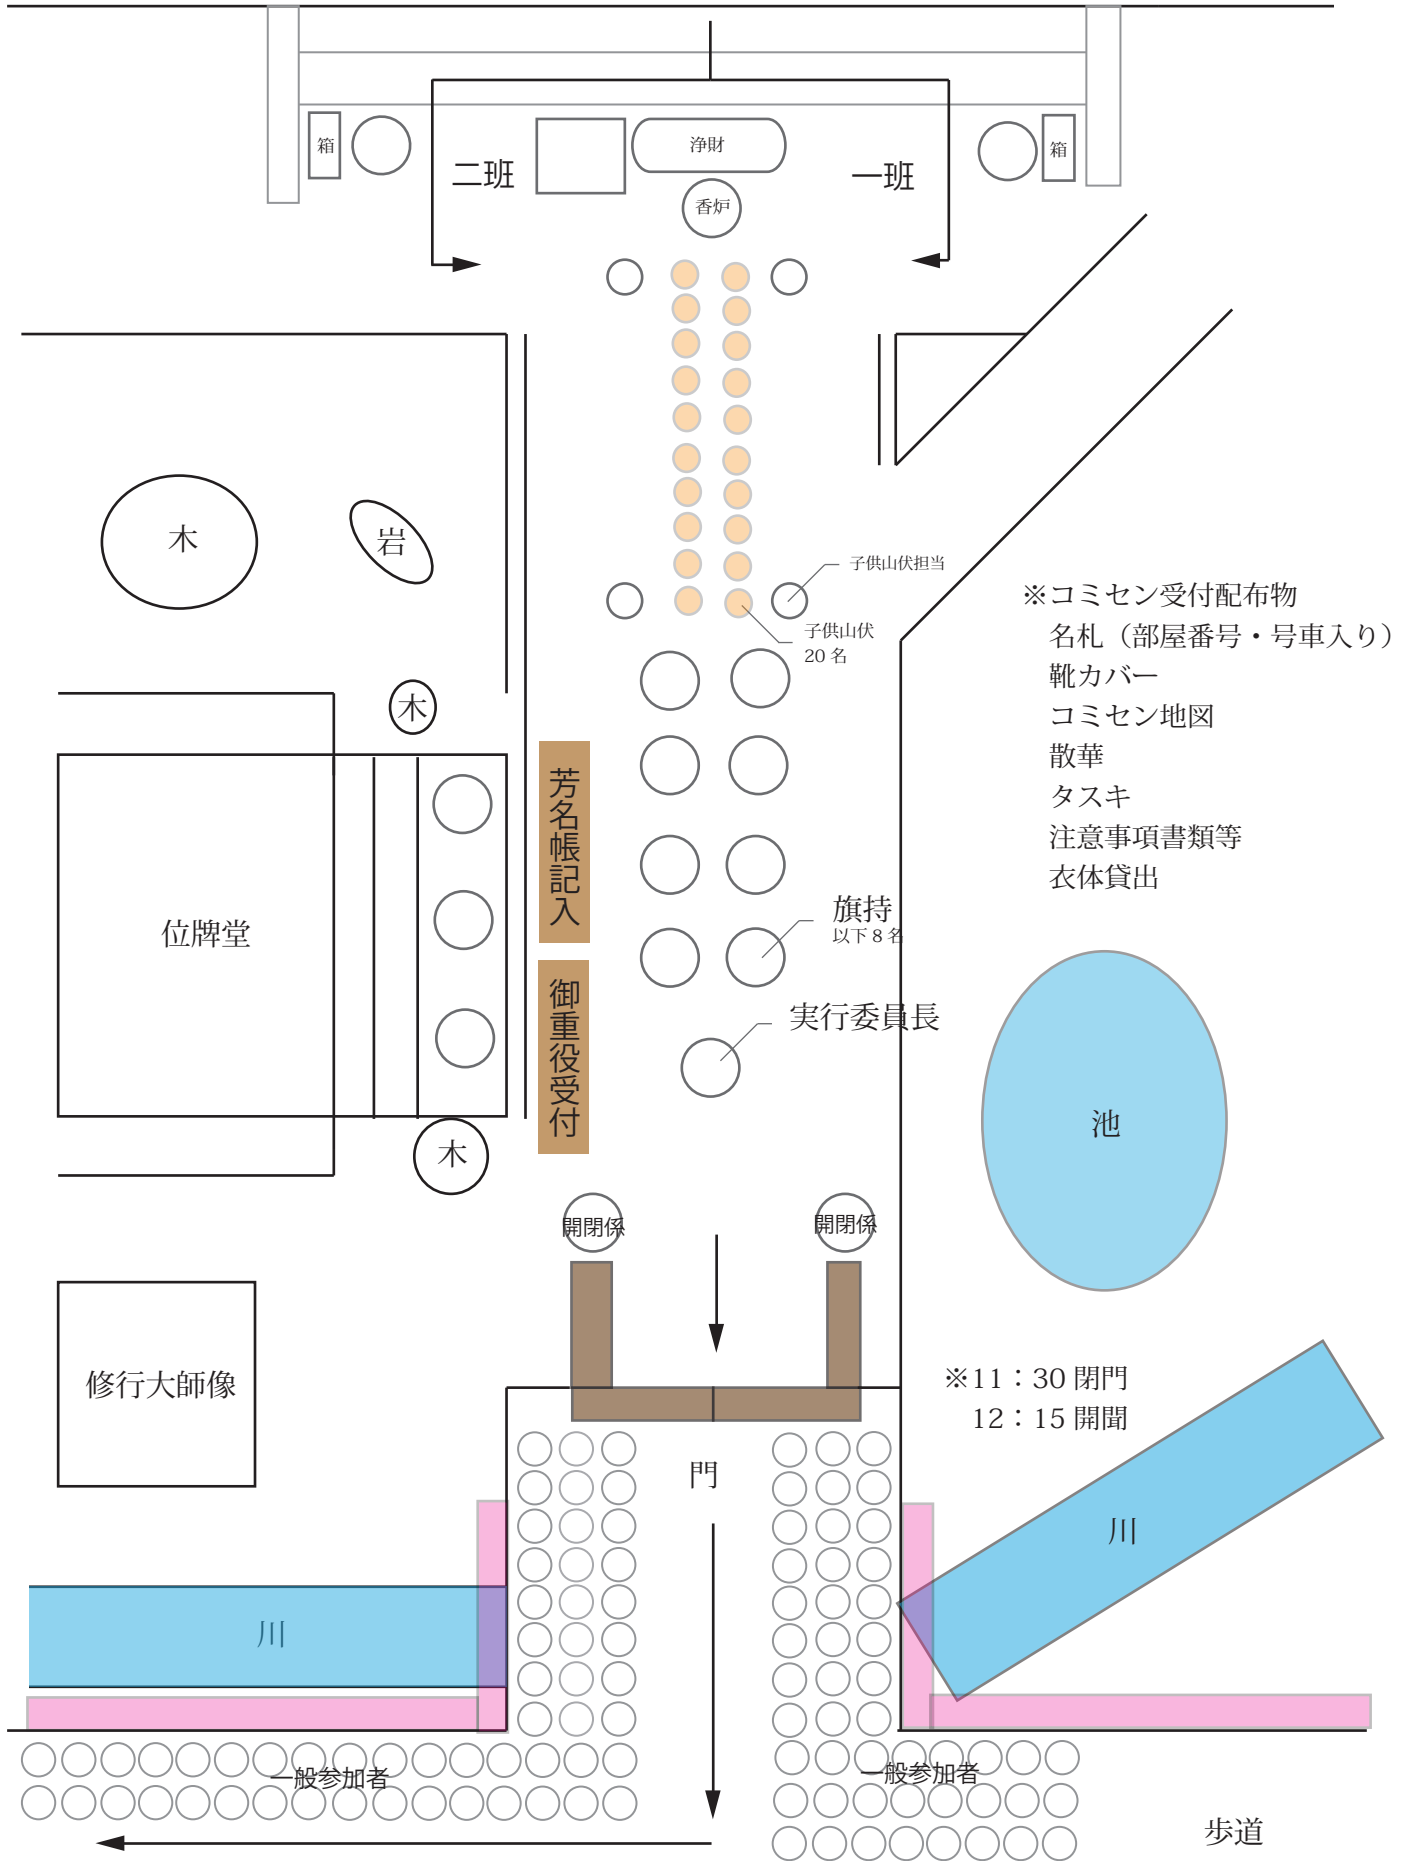 箱
二班
浄財
香炉
一班
箱
木
岩
子供山伏担当
子供山伏
20 名
※コミセン受付配布物
名札（部屋番号・号車入り）
靴カバー
コミセン地図
散華
タスキ
注意事項書類等
衣体貸出
木
芳名帳記入
位牌堂
旗持
以下 8 名
御重役受付
実行委員長
池
木
開閉係
開閉係
修行大師像
※11：30 閉門
12：15 開聞
門
川
川
一般参加者
一般参加者
歩道